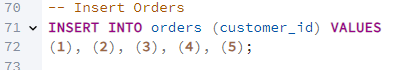 70 -- Insert Orders
71 INSERT INTO orders (customer_id) VALUES
72 (1), (2), (3), (4), (5);
73